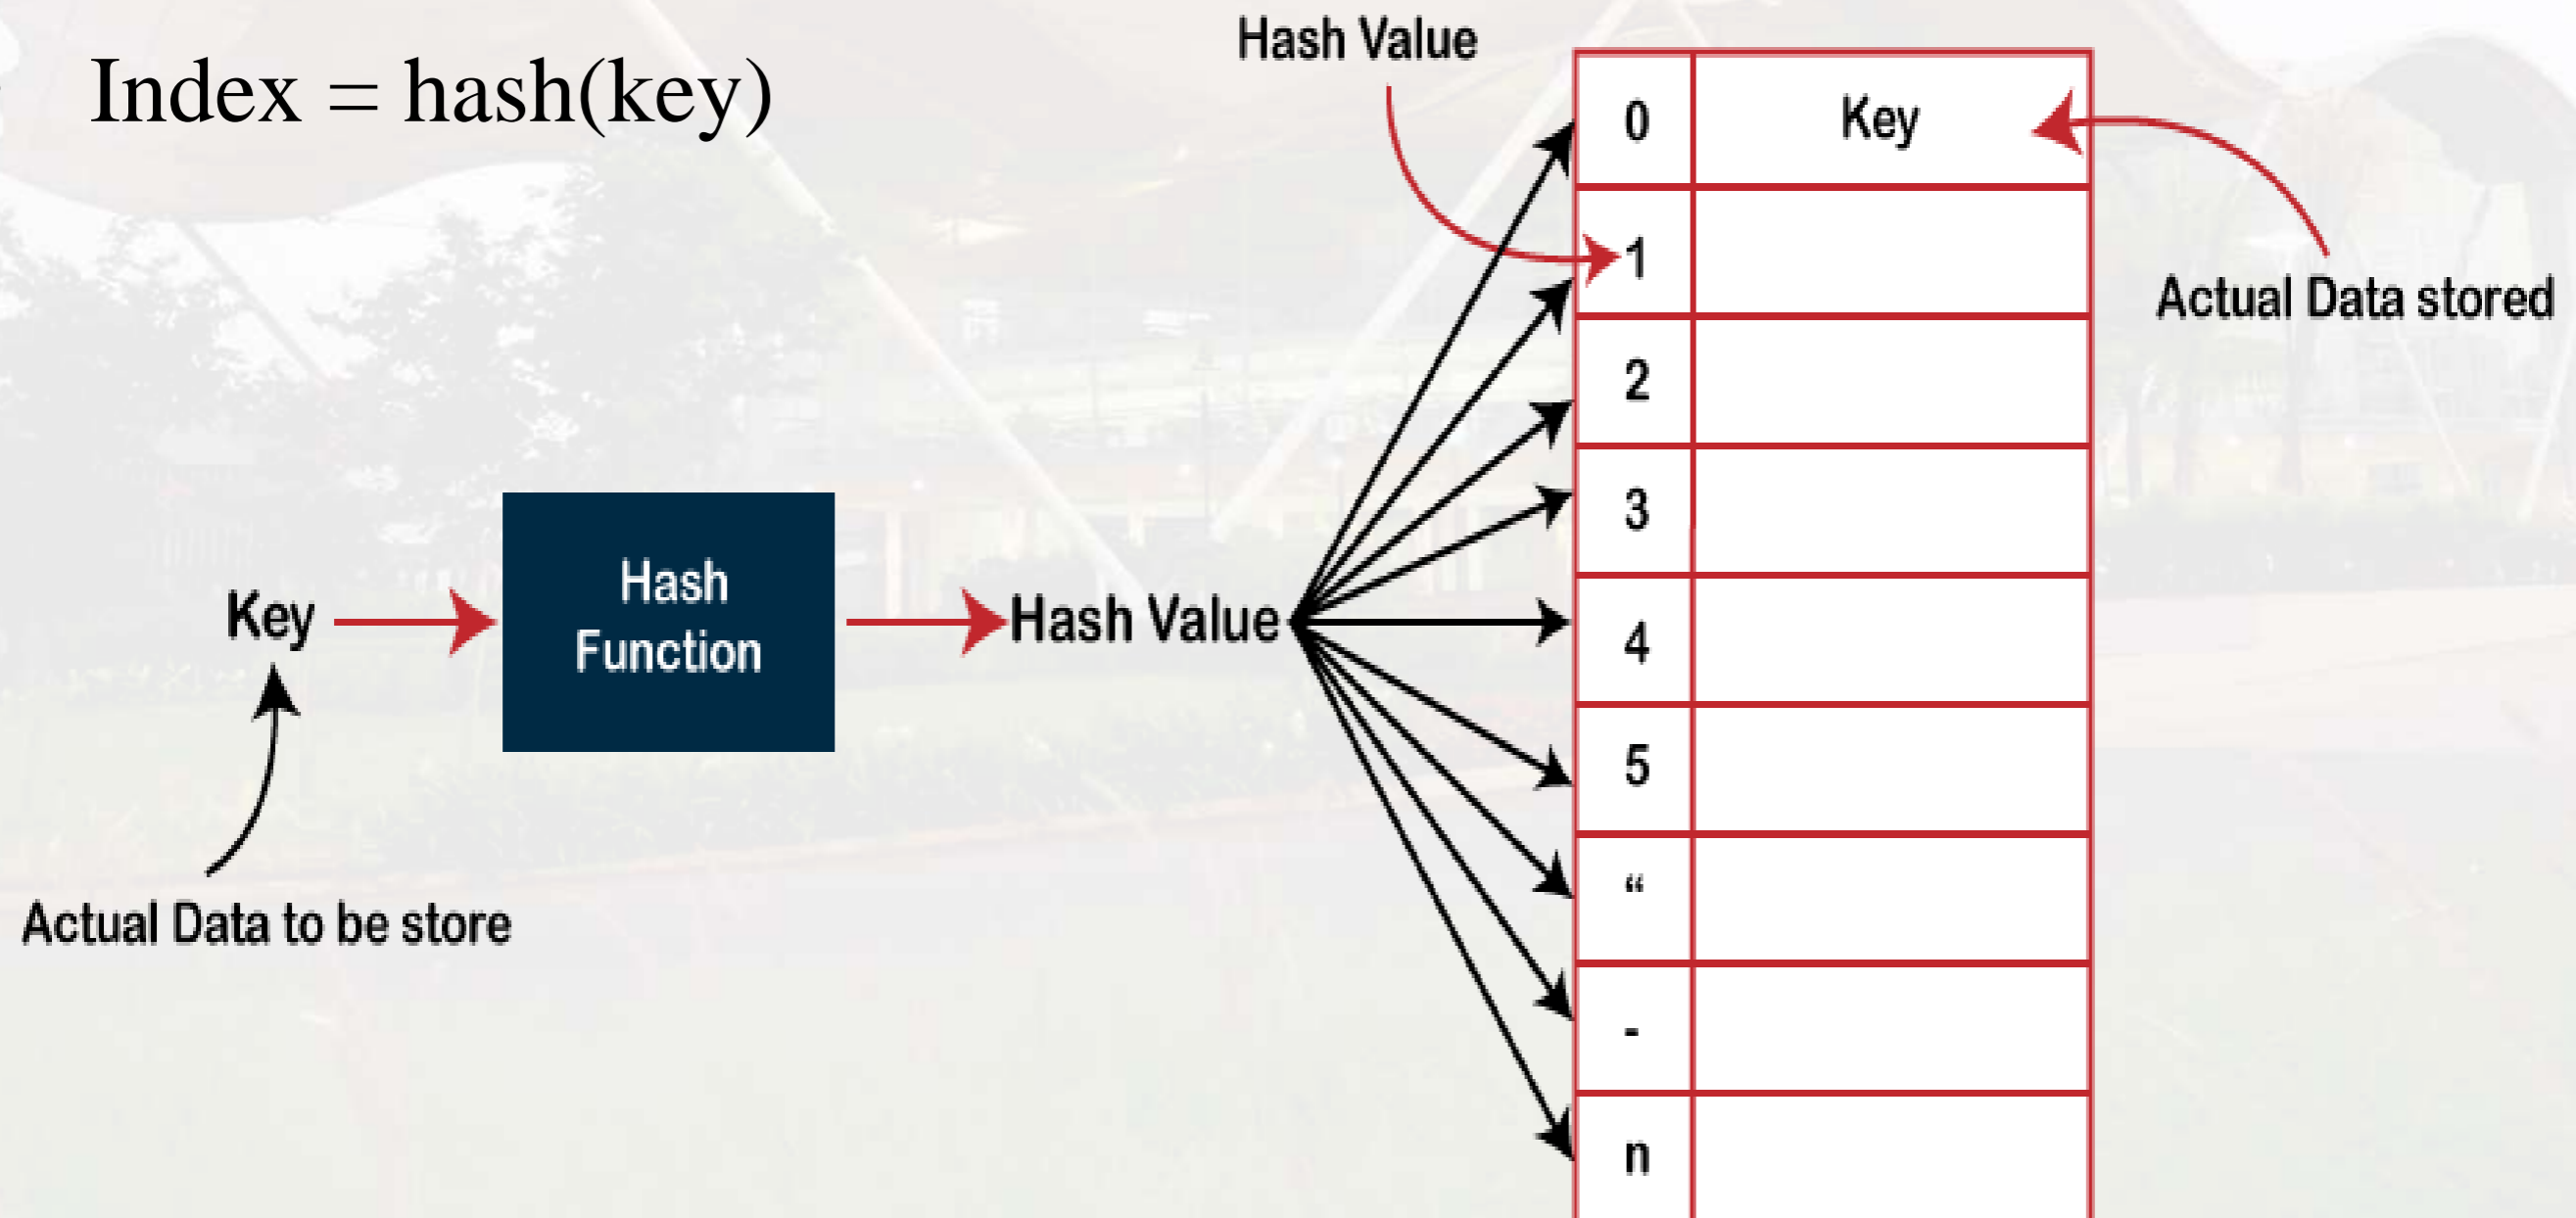 Index = hash(key)
Hash Value
0 Key
1
Actual Data stored
2
3
Key
Hash
Function
Hash Value
4
5
Actual Data to be store
“
-
n